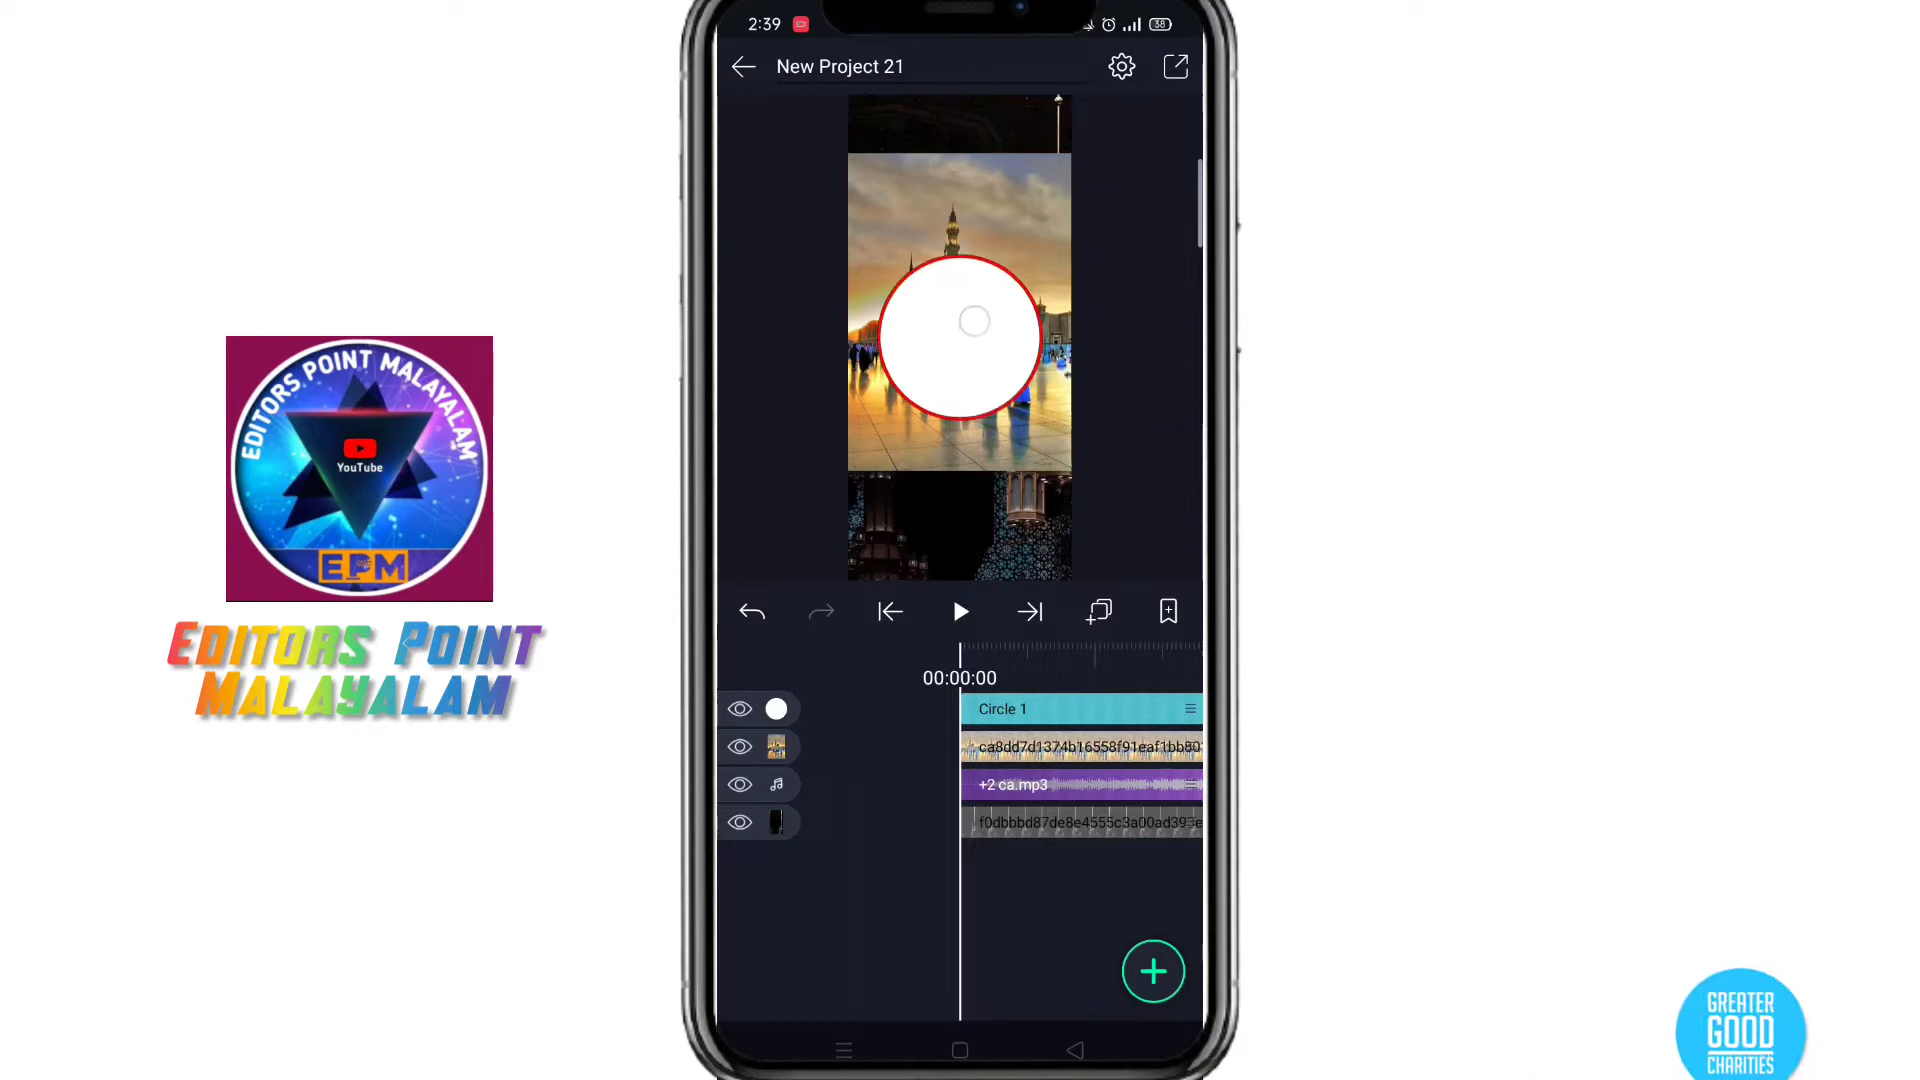 2:39
38
New Project 21
EDITORS POINT MALAYALAM
YouTube
EPM
EDITORS POINT
MALAYALAM
00:00:00
Circle 1
ca8dd7d1374b16558f91eaf1bb80
+2 ca.mp3
f0dbbbd87de8e4555c3a00ad393e
GREATER
GOOD
CHARITIES